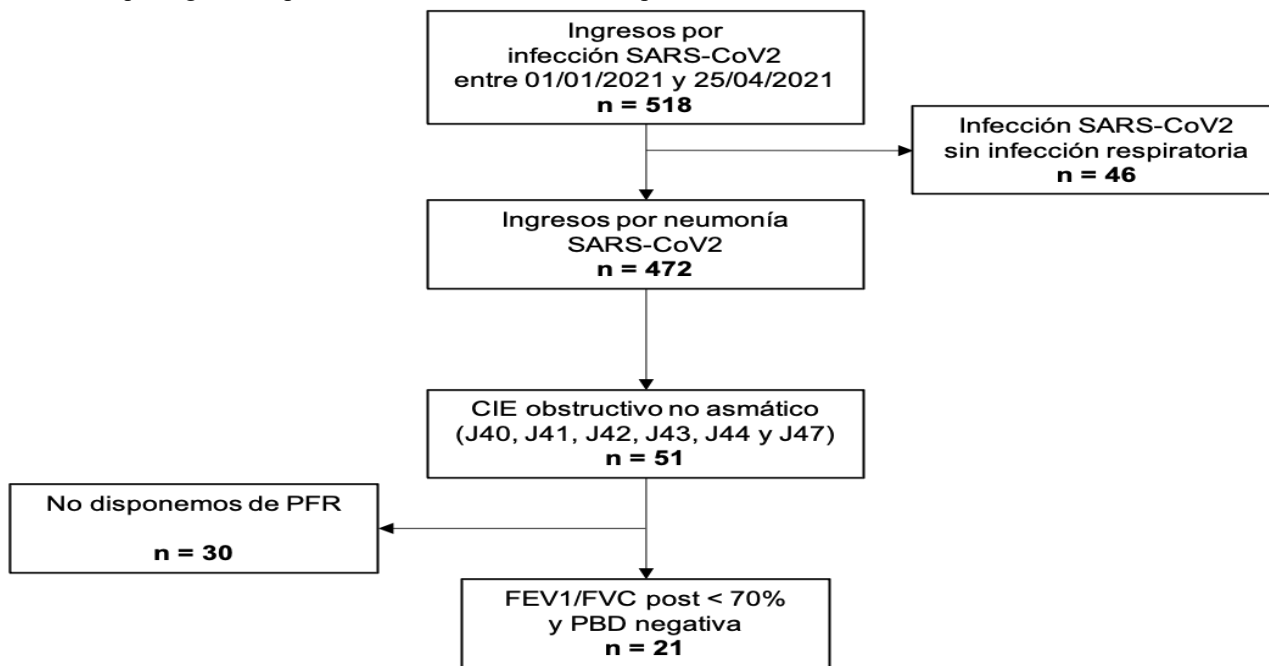 Ingresos por
infección SARS-CoV2
entre 01/01/2021 y 25/04/2021
n = 518
Infección SARS-CoV2
sin infección respiratoria
n = 46
Ingresos por neumonía
SARS-CoV2
n = 472
CIE obstructivo no asmático
(J40, J41, J42, J43, J44 y J47)
n = 51
No disponemos de PFR
n = 30
FEV1/FVC post < 70%
y PBD negativa
n = 21